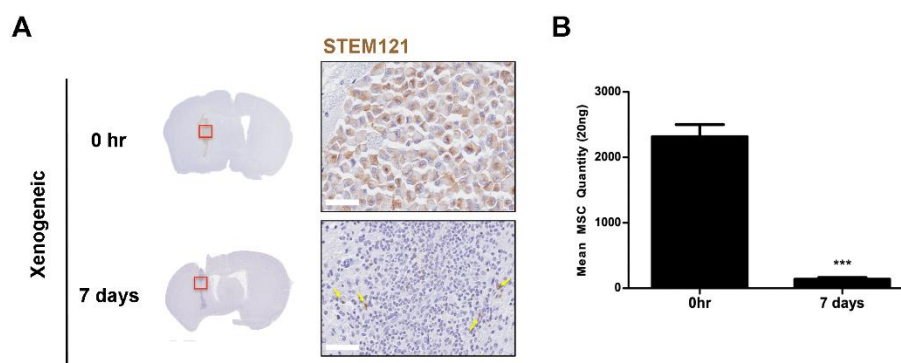 A
B
STEM121
Xenogeneic
0 hr
7 days
Mean MSC Quantity (20ng)
3000
2000
1000
0
***
0hr
7 days